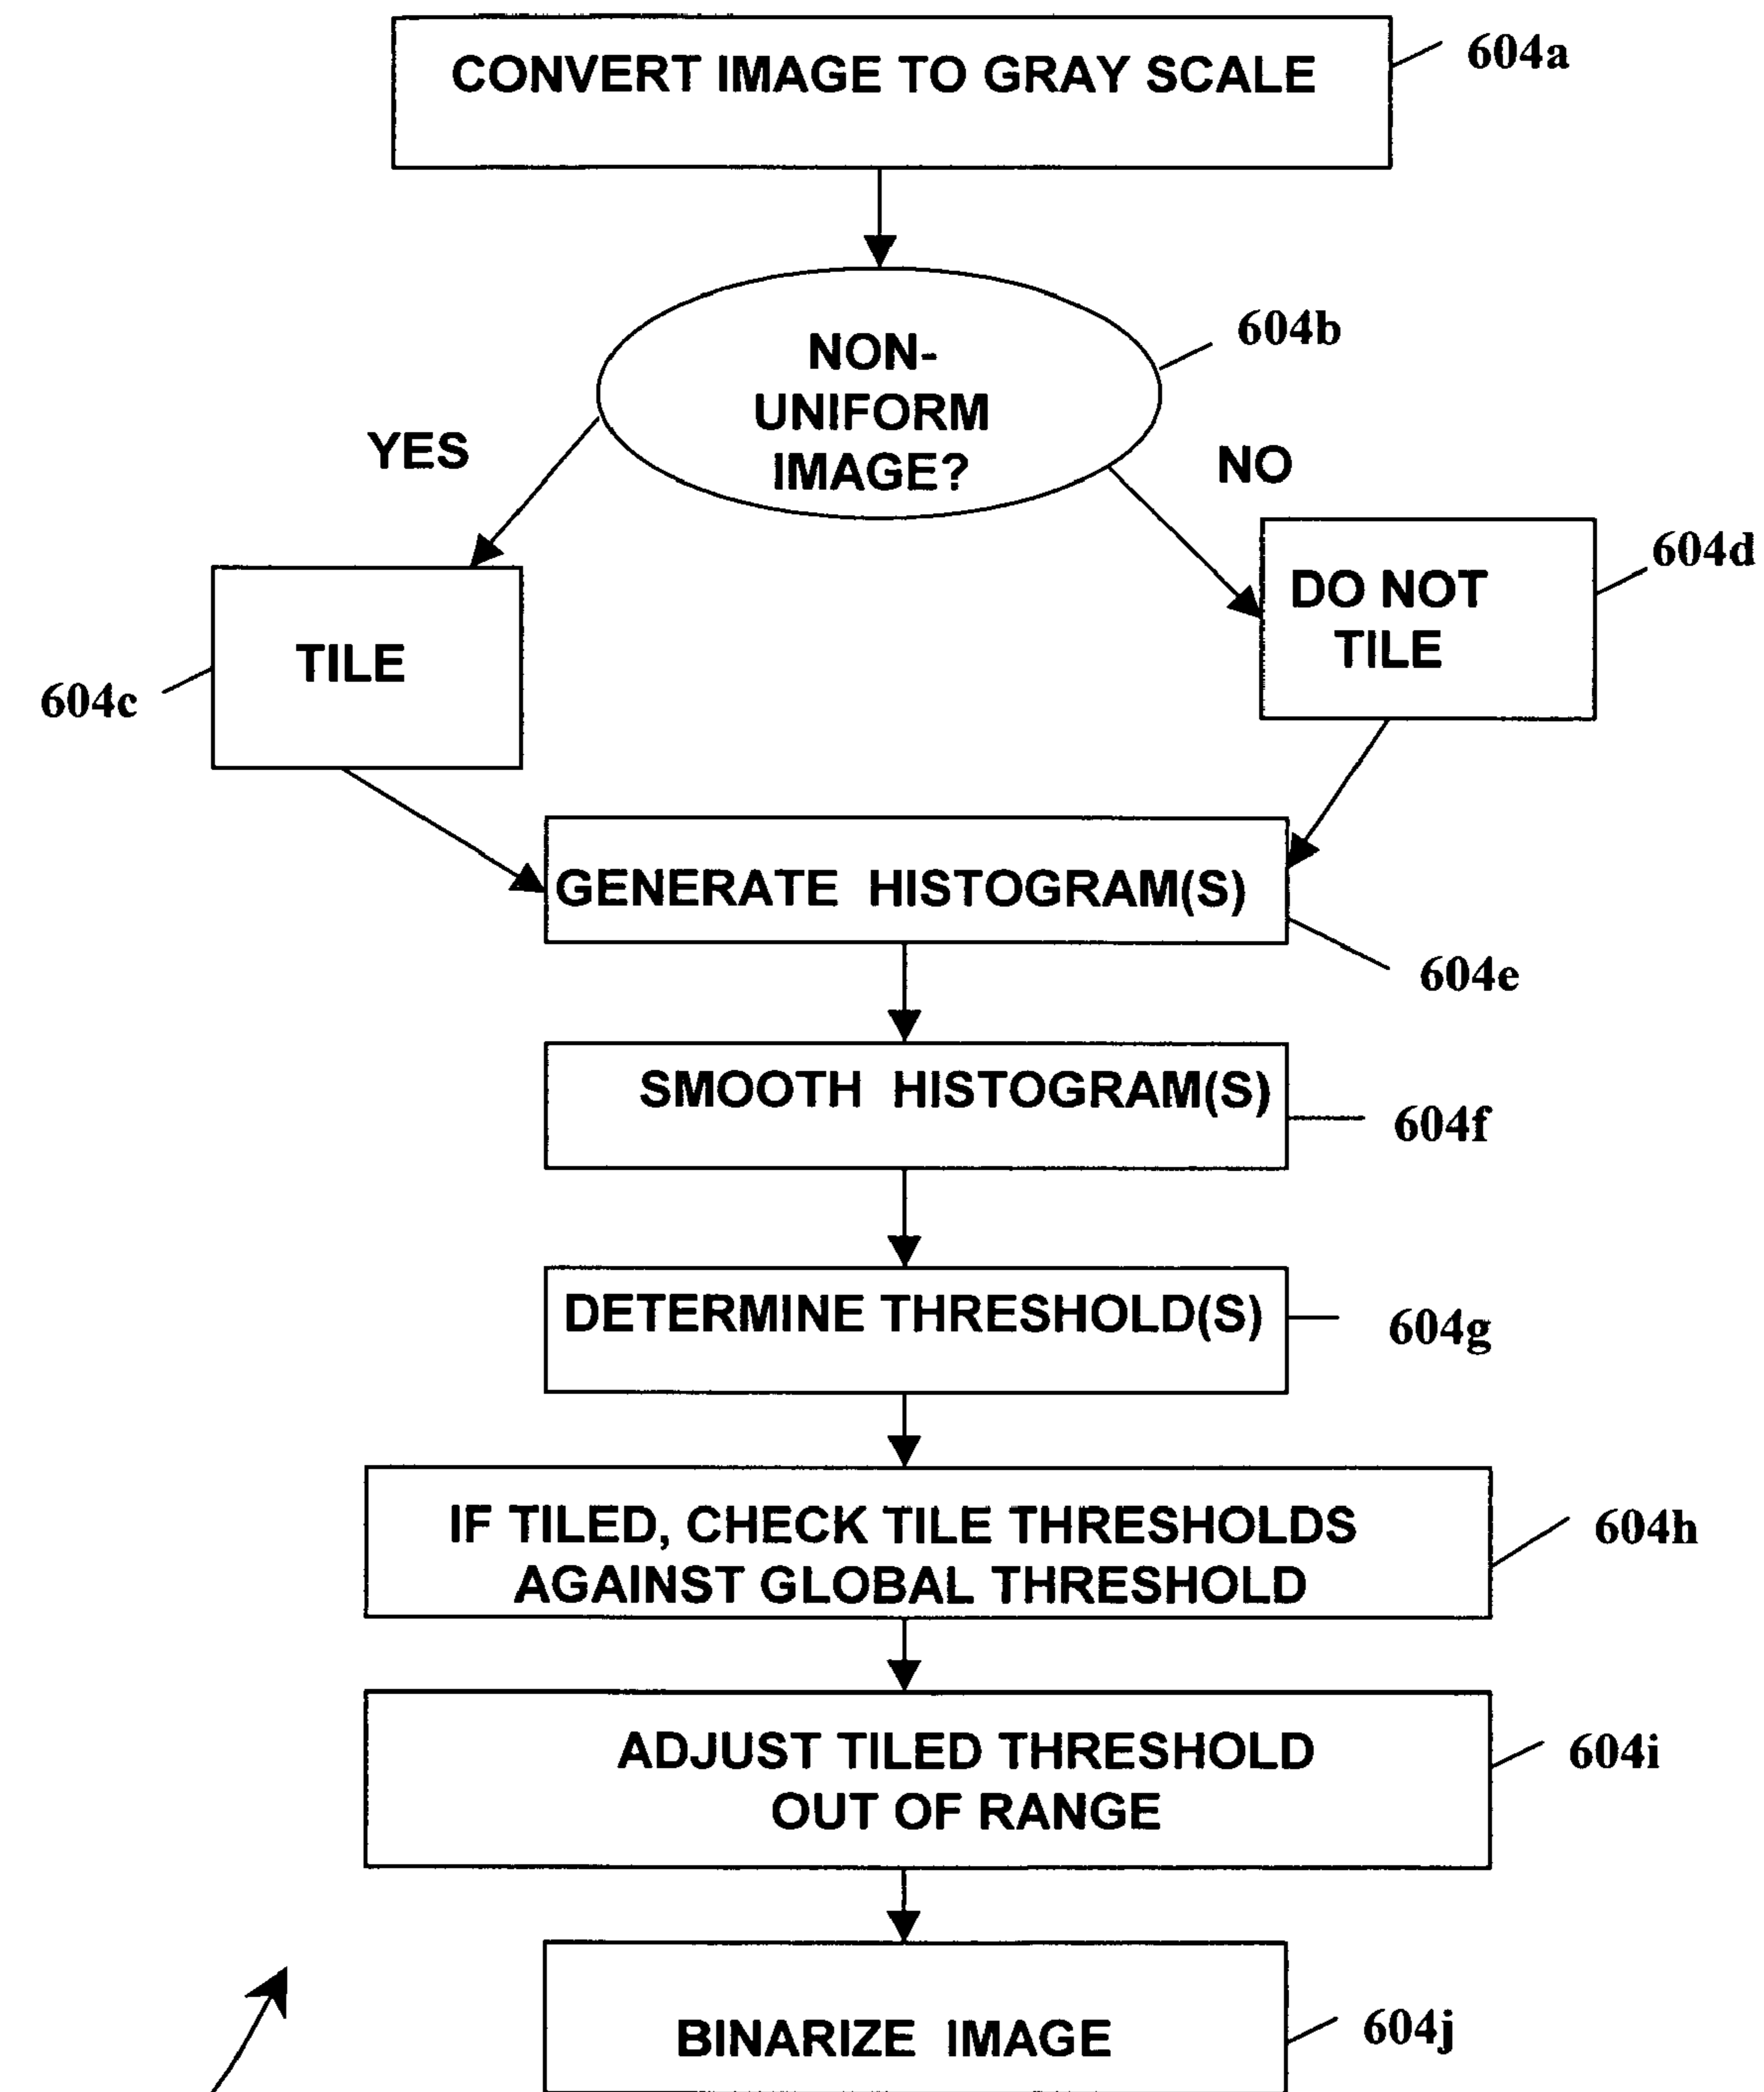 CONVERT IMAGE TO GRAY SCALE
604a
NON-
UNIFORM
IMAGE?
604b
YES
NO
TILE
604c
DO NOT
TILE
604d
GENERATE HISTOGRAM(S)
604e
SMOOTH HISTOGRAM(S)
604f
DETERMINE THRESHOLD(S)
604g
IF TILED, CHECK TILE THRESHOLDS
AGAINST GLOBAL THRESHOLD
604h
ADJUST TILED THRESHOLD
OUT OF RANGE
604i
BINARIZE IMAGE
604j